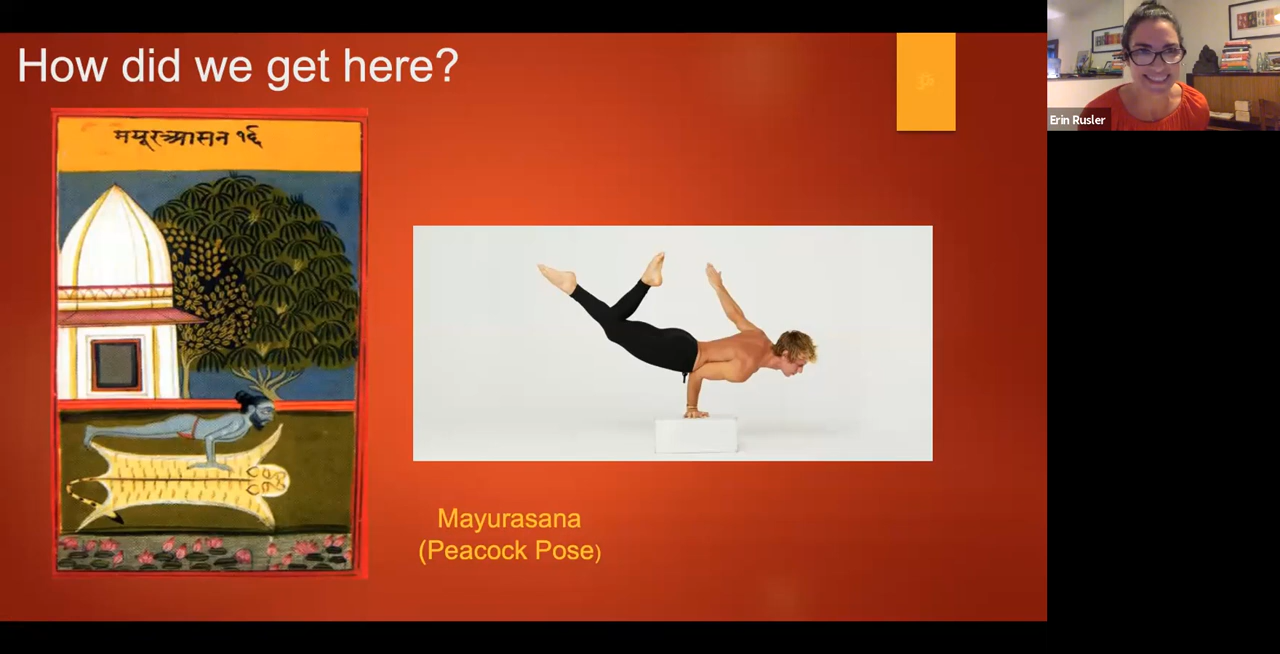 How did we get here?
मयूरआसन १६
ॐ
Mayurasana
(Peacock Pose)
Erin Rusler